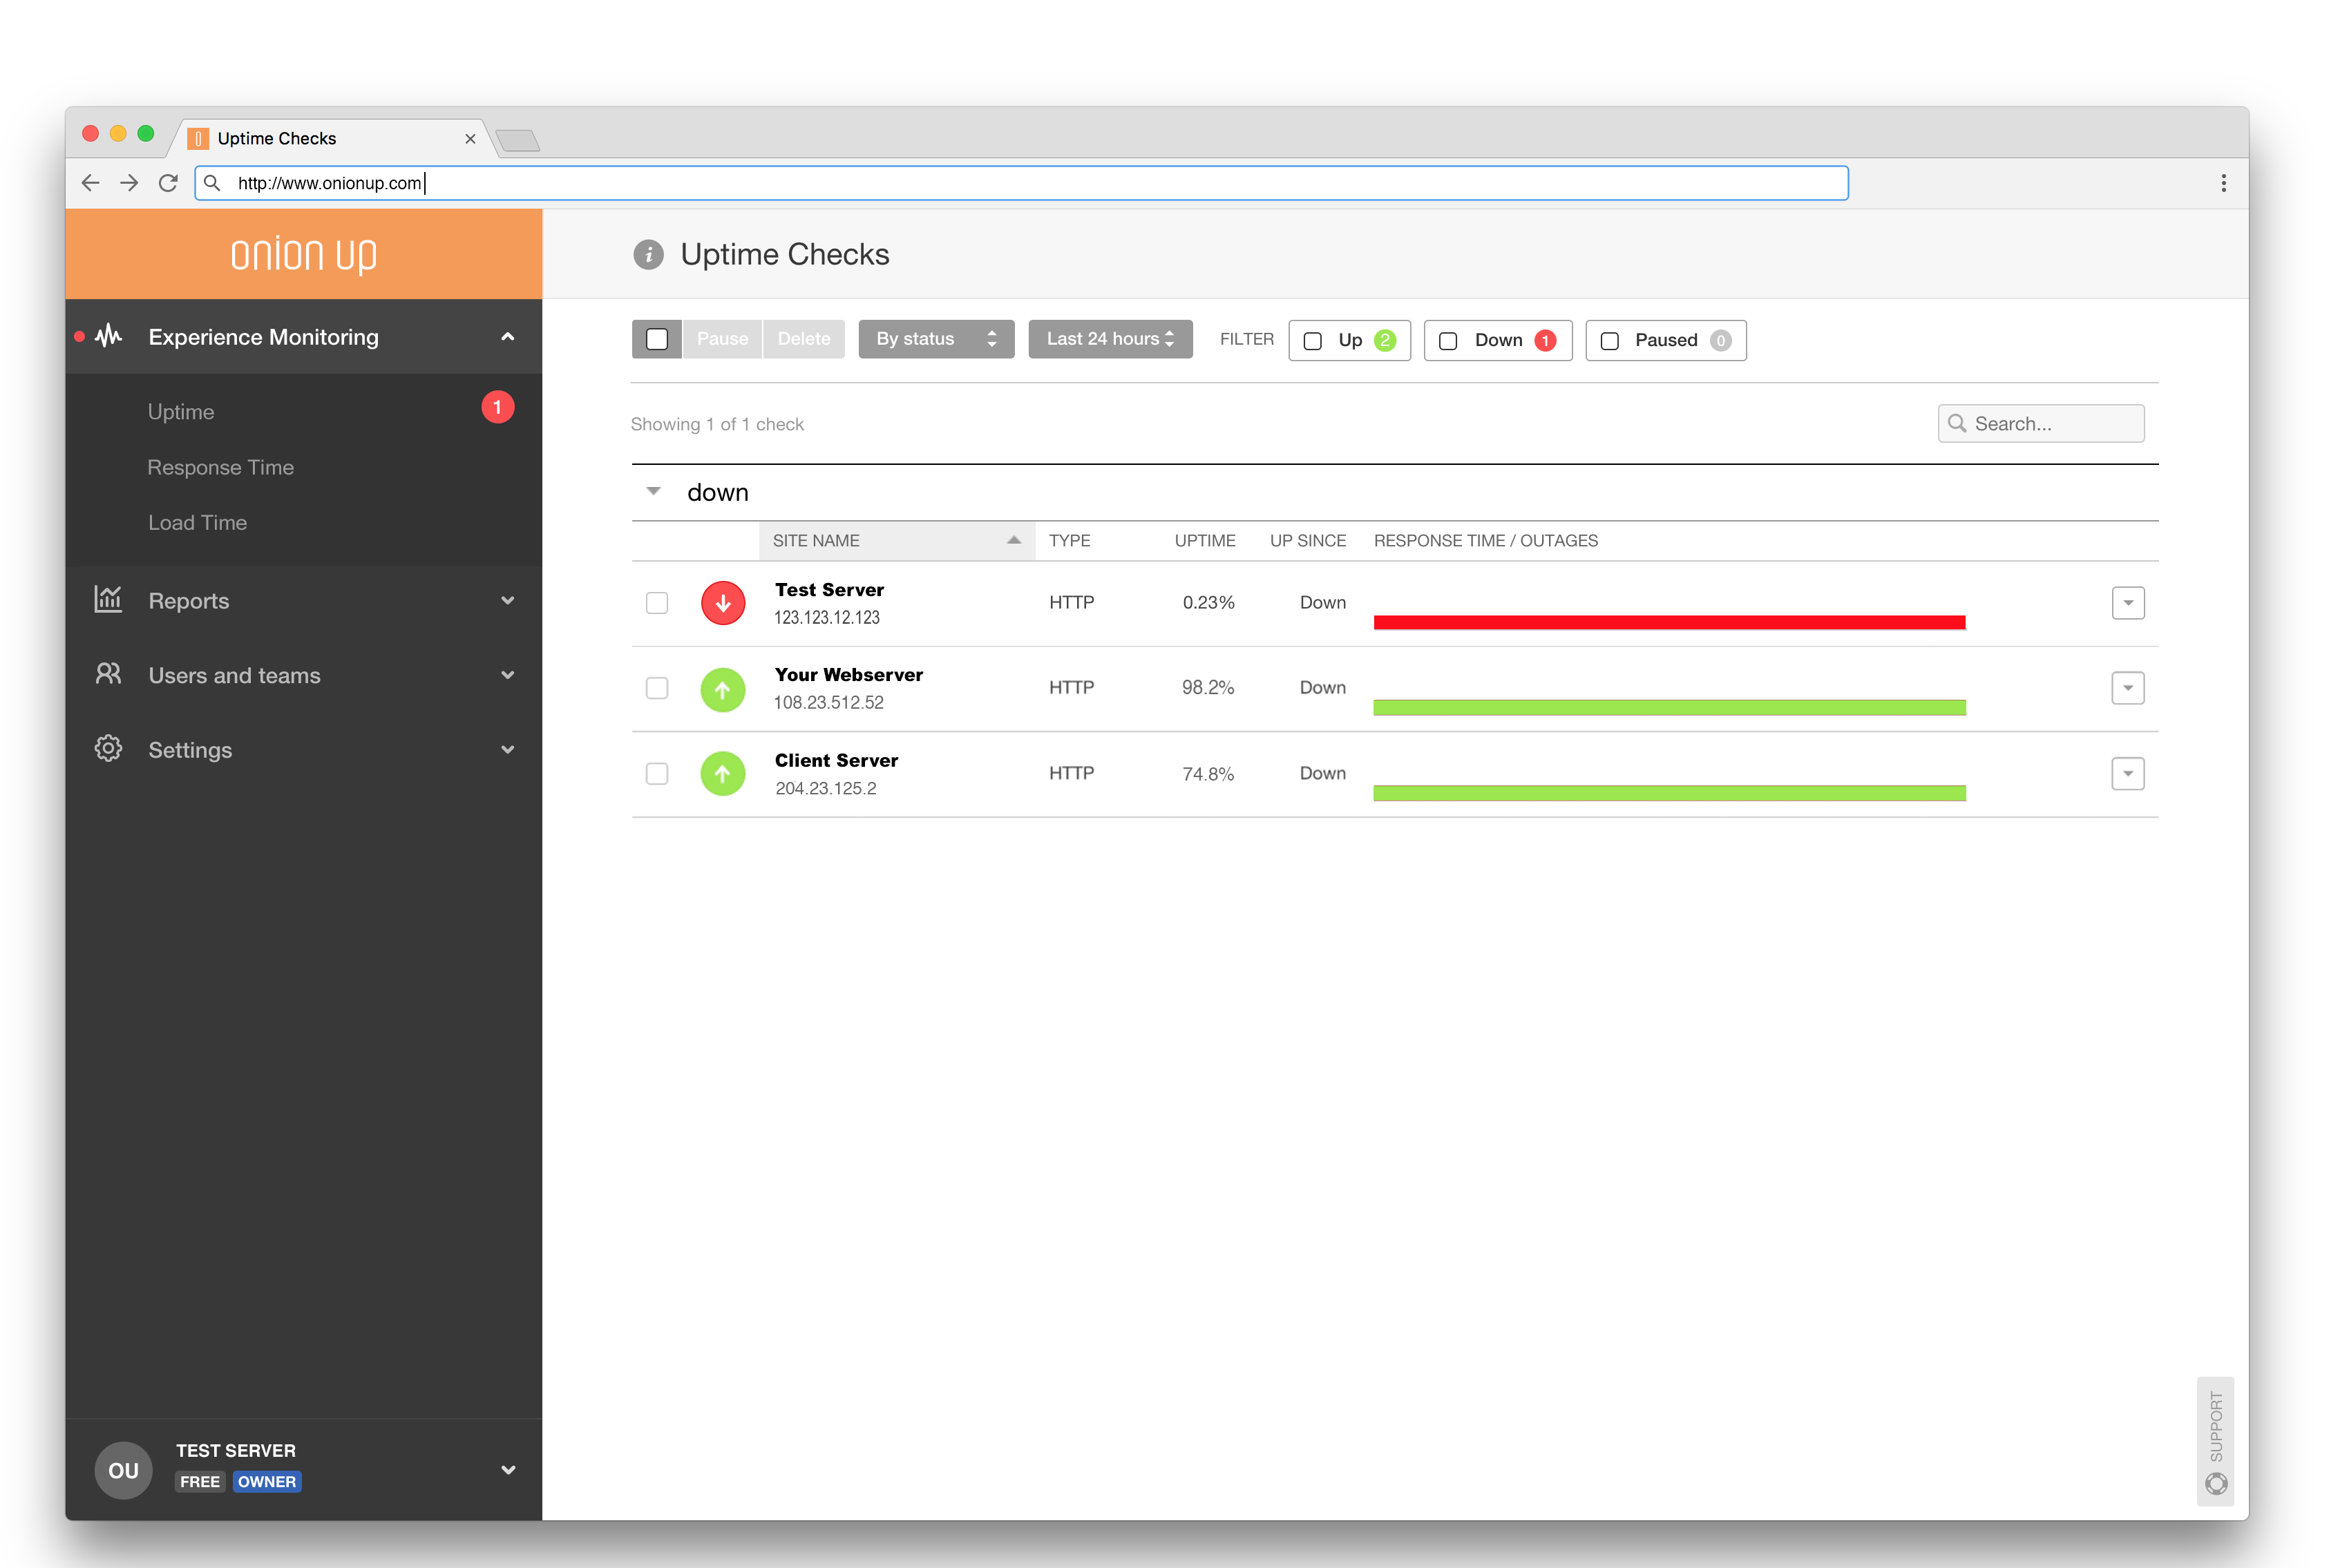 Uptime Checks
http://www.onionup.com
onion up
Uptime Checks
Experience Monitoring
Uptime 1
Response Time
Load Time
Reports
Users and teams
Settings
TEST SERVER
FREE OWNER
OU
Pause Delete By status Last 24 hours FILTER Up 2 Down 1 Paused 0
Showing 1 of 1 check
Search...
down
SITE NAME TYPE UPTIME UP SINCE RESPONSE TIME / OUTAGES
Test Server
123.123.12.123
HTTP 0.23% Down
Your Webserver
108.23.512.52
HTTP 98.2% Down
Client Server
204.23.125.2
HTTP 74.8% Down
SUPPORT